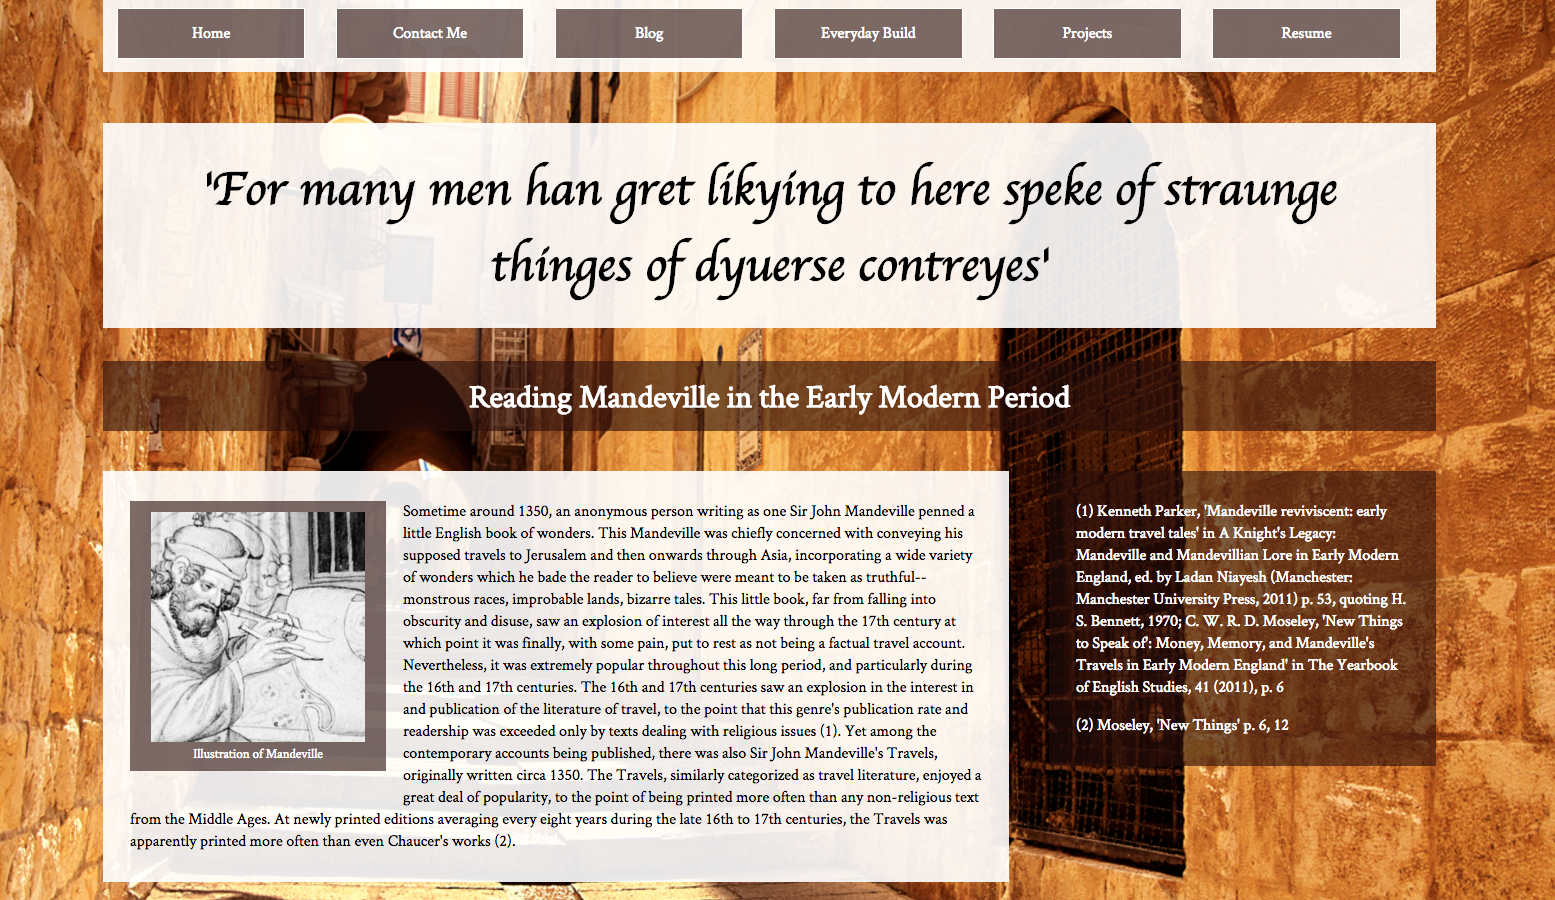 Home
Contact Me
Blog
Everyday Build
Projects
Resume
'For many men han gret likying to here speke of straunge
thinges of dyuerse contreyes'
Reading Mandeville in the Early Modern Period
Illustration of Mandeville
Sometime around 1350, an anonymous person writing as one Sir John Mandeville penned a
little English book of wonders. This Mandeville was chiefly concerned with conveying his
supposed travels to Jerusalem and then onwards through Asia, incorporating a wide variety
of wonders which he bade the reader to believe were meant to be taken as truthful--
monstrous races, improbable lands, bizarre tales. This little book, far from falling into
obscurity and disuse, saw an explosion of interest all the way through the 17th century at
which point it was finally, with some pain, put to rest as not being a factual travel account.
Nevertheless, it was extremely popular throughout this long period, and particularly during
the 16th and 17th centuries. The 16th and 17th centuries saw an explosion in the interest in
and publication of the literature of travel, to the point that this genre's publication rate and
readership was exceeded only by texts dealing with religious issues (1). Yet among the
contemporary accounts being published, there was also Sir John Mandeville's Travels,
originally written circa 1350. The Travels, similarly categorized as travel literature, enjoyed a
great deal of popularity, to the point of being printed more often than any non-religious text
from the Middle Ages. At newly printed editions averaging every eight years during the late 16th to 17th centuries, the Travels was
apparently printed more often than even Chaucer's works (2).
(1) Kenneth Parker, 'Mandeville reviviscent: early
modern travel tales' in A Knight's Legacy:
Mandeville and Mandevillian Lore in Early Modern
England, ed. by Ladan Niayesh (Manchester:
Manchester University Press, 2011) p. 53, quoting H.
S. Bennett, 1970; C. W. R. D. Moseley, 'New Things
to Speak of': Money, Memory, and Mandeville's
Travels in Early Modern England' in The Yearbook
of English Studies, 41 (2011), p. 6
(2) Moseley, 'New Things' p. 6, 12